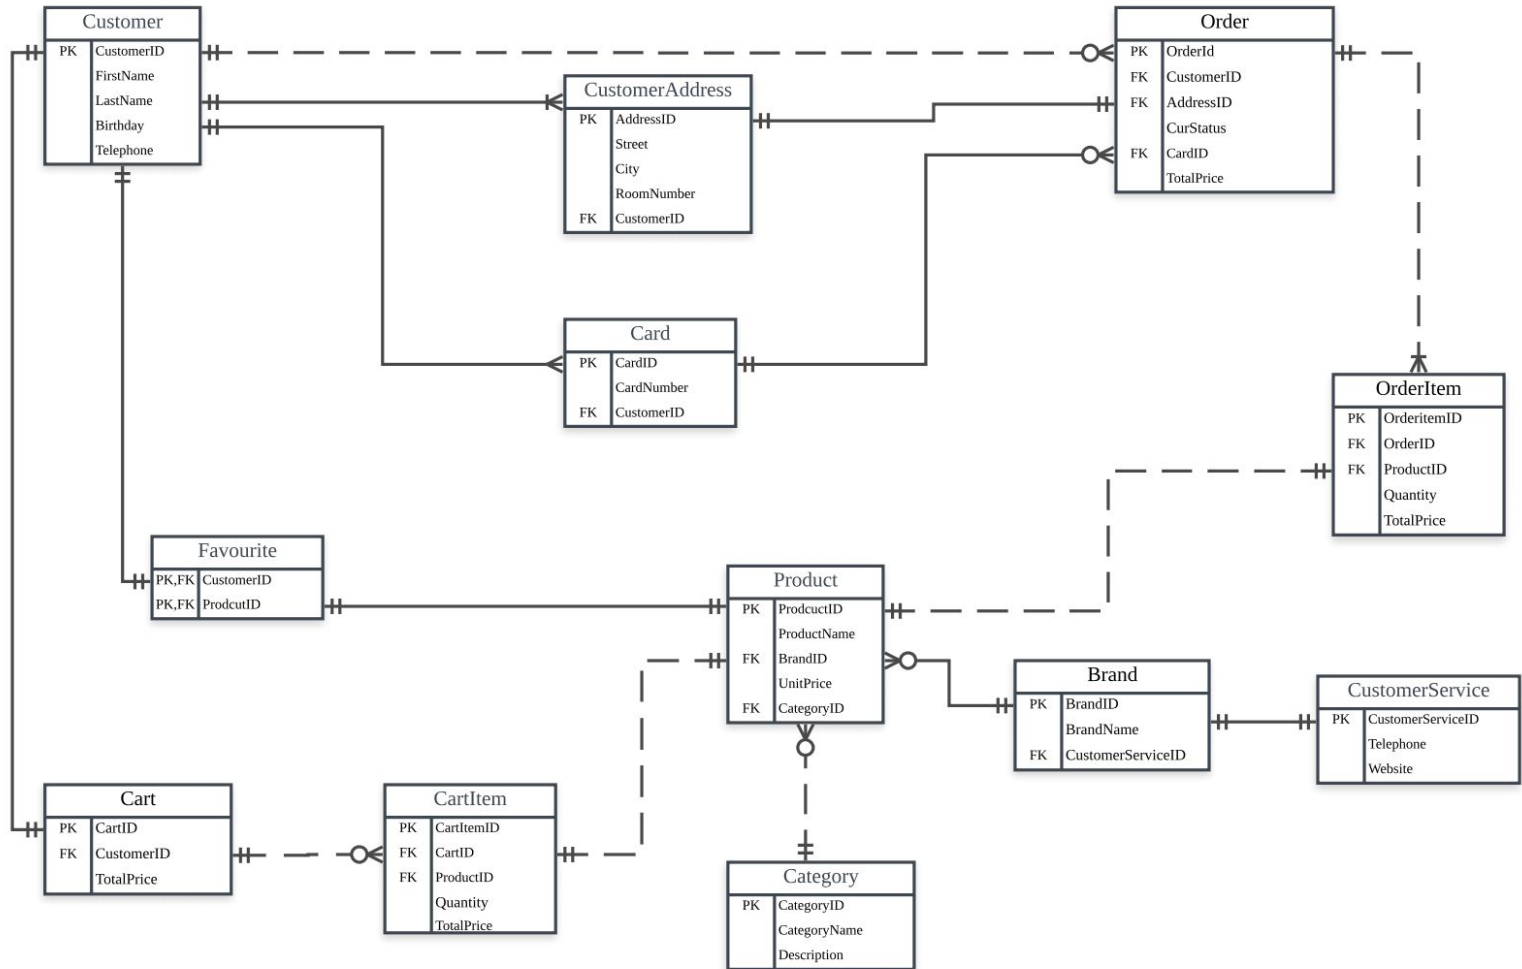 Customer
PK CustomerID
FirstName
LastName
Birthday
Telephone
Order
PK OrderId
FK CustomerID
FK AddressID
CurStatus
FK CardID
TotalPrice
CustomerAddress
PK AddressID
Street
City
RoomNumber
FK CustomerID
Card
PK CardID
CardNumber
FK CustomerID
OrderItem
PK OrderitemID
FK OrderID
FK ProductID
Quantity
TotalPrice
Favourite
PK,FK CustomerID
PK,FK ProdcutID
Product
PK ProdcuctID
ProductName
FK BrandID
UnitPrice
FK CategoryID
Brand
PK BrandID
BrandName
FK CustomerServiceID
CustomerService
PK CustomerServiceID
Telephone
Website
Cart
PK CartID
FK CustomerID
TotalPrice
CartItem
PK CartItemID
FK CartID
FK ProductID
Quantity
TotalPrice
Category
PK CategoryID
CategoryName
Description